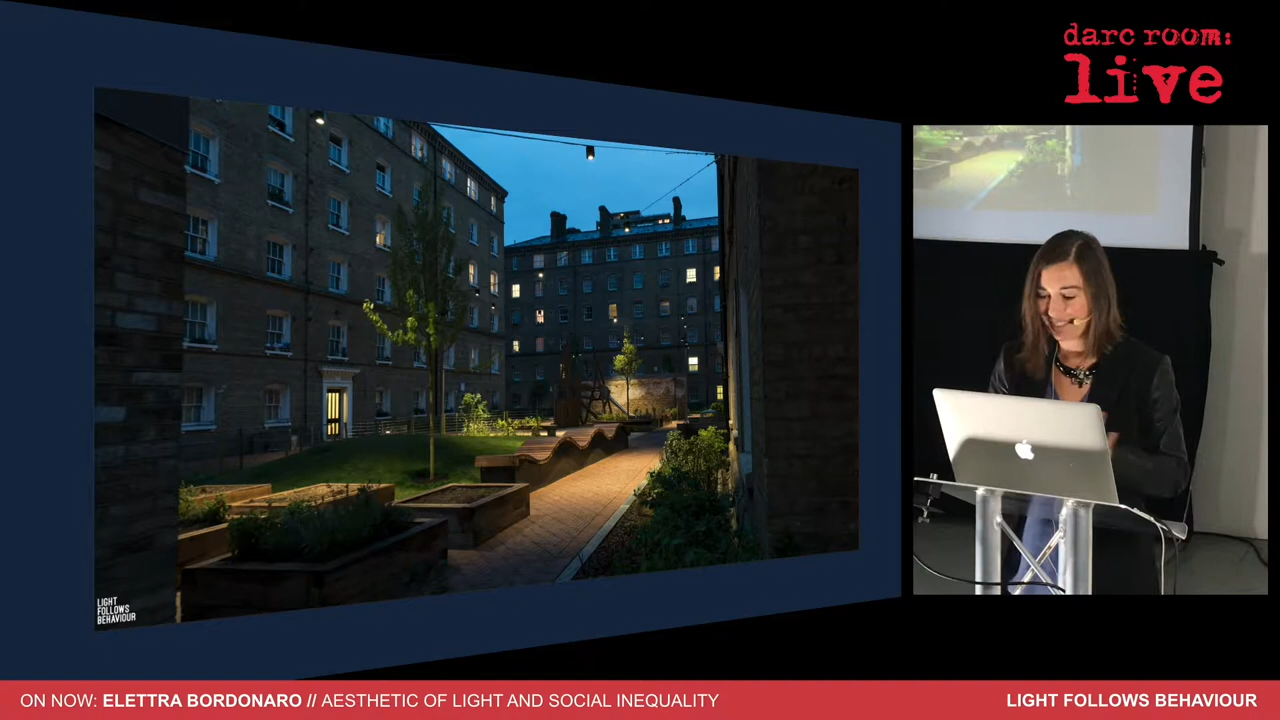 darc room:
live
LIGHT
FOLLOWS
BEHAVIOUR
ON NOW: ELETTRA BORDONARO // AESTHETIC OF LIGHT AND SOCIAL INEQUALITY
LIGHT FOLLOWS BEHAVIOUR